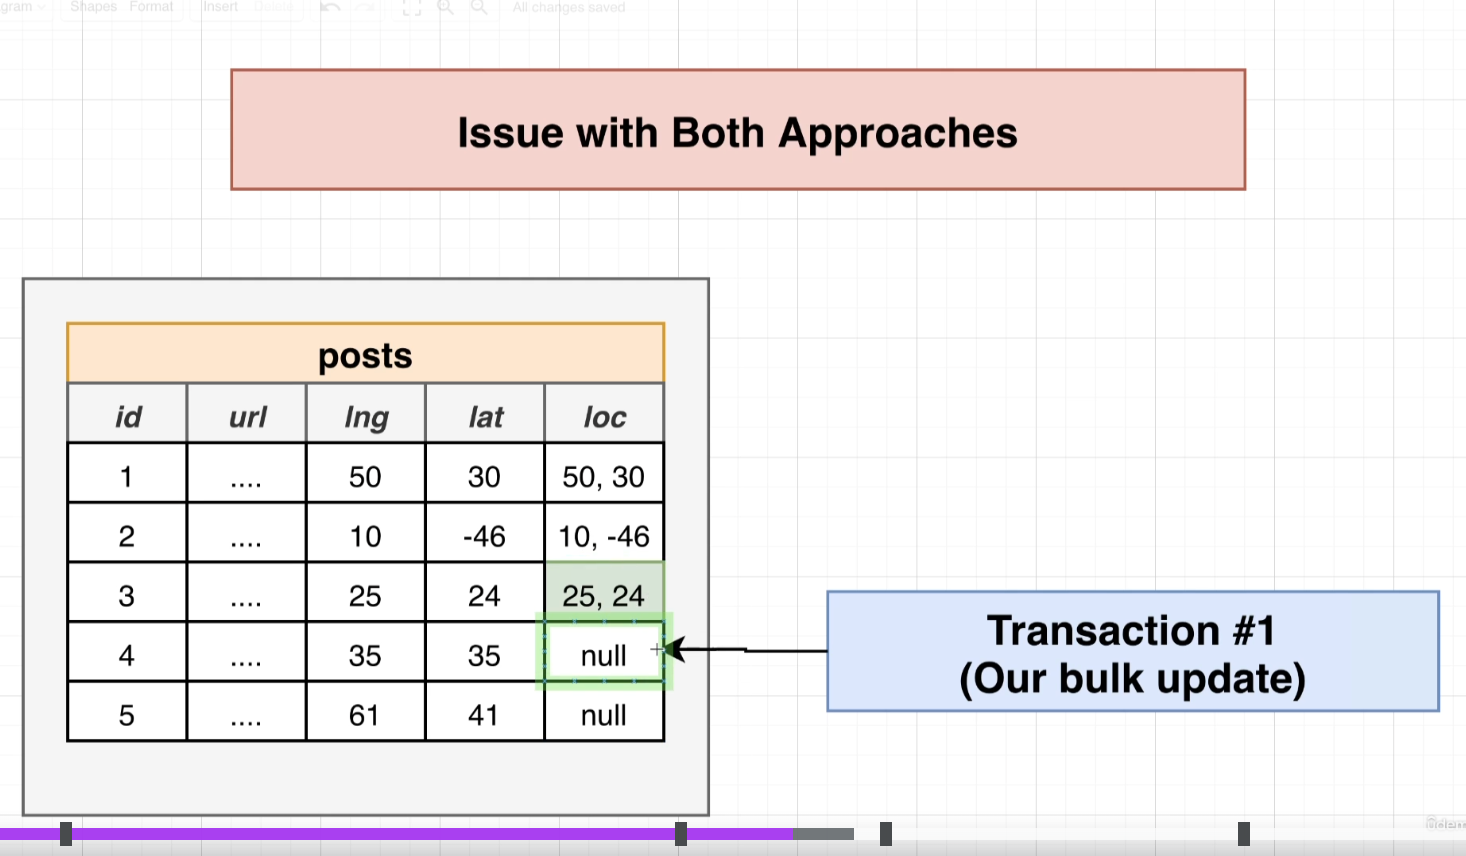 gram Shapes Format Insert Delete All changes saved
Issue with Both Approaches
posts
id url lng lat loc
1 .... 50 30 50, 30
2 .... 10 -46 10, -46
3 .... 25 24 25, 24
4 .... 35 35 null
5 .... 61 41 null
Transaction #1
(Our bulk update)
ûdem